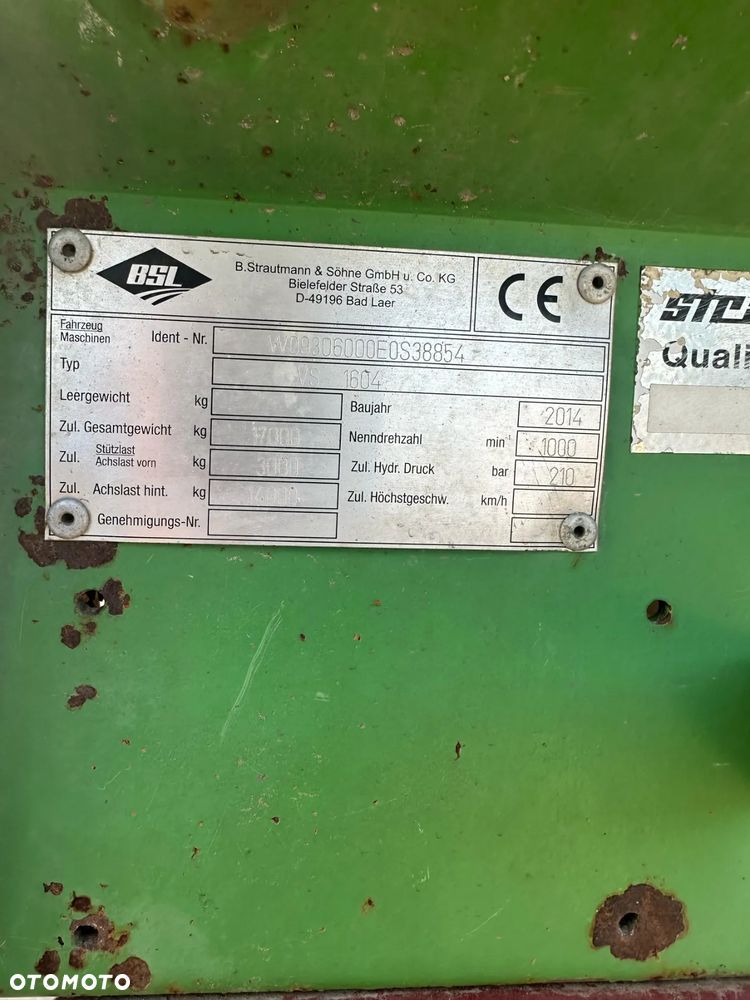 BSL
B.Strautmann & Söhne GmbH u. Co. KG
Bielefelder Straße 53
D-49196 Bad Laer
CE
Fahrzeug
Maschinen
Ident - Nr.
W09306000E0S38854
Typ
VS 1604
Leergewicht kg
Baujahr 2014
Zul. Gesamtgewicht kg 17000
Nenndrehzahl min⁻¹ 1000
Zul. Stützlast
Achslast vorn kg 3000
Zul. Hydr. Druck bar 210
Zul. Achslast hint. kg 14000
Zul. Höchstgeschw. km/h
Genehmigungs-Nr.
Quali
OTOMOTO